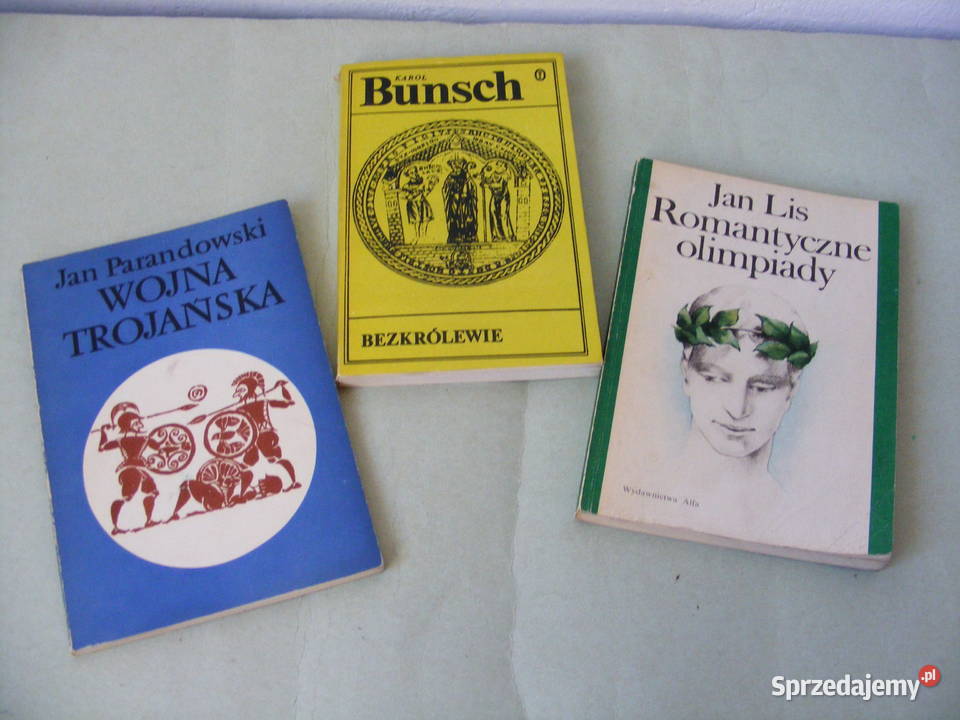 Jan Parandowski
WOJNA
TROJAŃSKA
KAROL
Bunsch
BEZKRÓLEWIE
Jan Lis
Romantyczne
olimpiady
Wydawnictwa Alfa
Sprzedajemy.pl